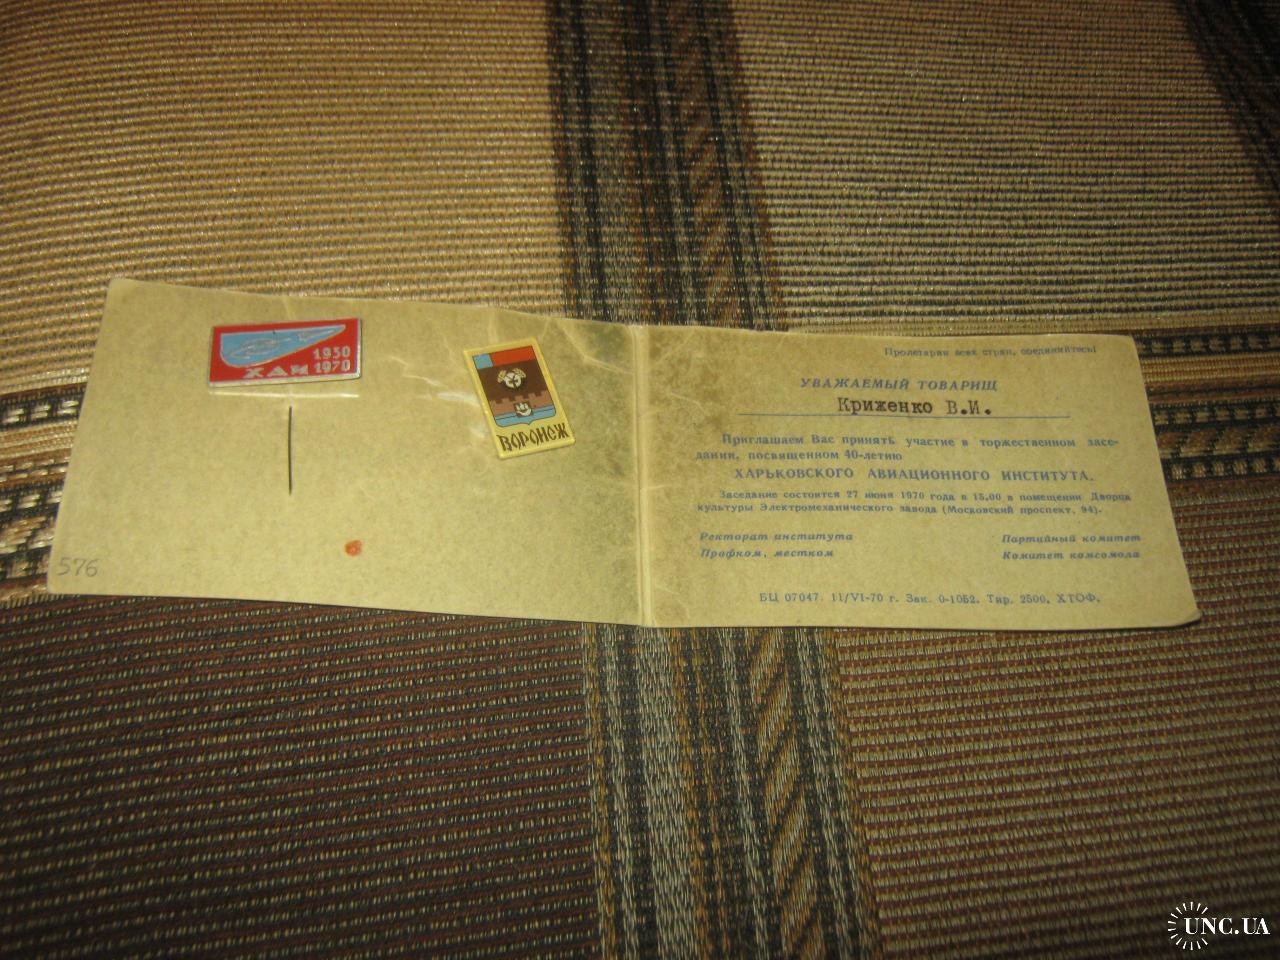 1930
ХАИ 1970
ВОРОНЕЖ
576
Пролетарии всех стран, соединяйтесь!
УВАЖАЕМЫЙ ТОВАРИЩ
Криженко В.И.
Приглашаем Вас принять участие в торжественном засе-
дании, посвященном 40-летию
ХАРЬКОВСКОГО АВИАЦИОННОГО ИНСТИТУТА.
Заседание состоится 27 июня 1970 года в 15.00 в помещении Дворца
культуры Электромеханического завода (Московский проспект, 94).
Ректорат института
Профком, местком
Партийный комитет
Комитет комсомола
БЦ 07047. 11/VI-70 г. Зак. 0-1052. Тир. 2500. ХТОФ.
UNC.UA